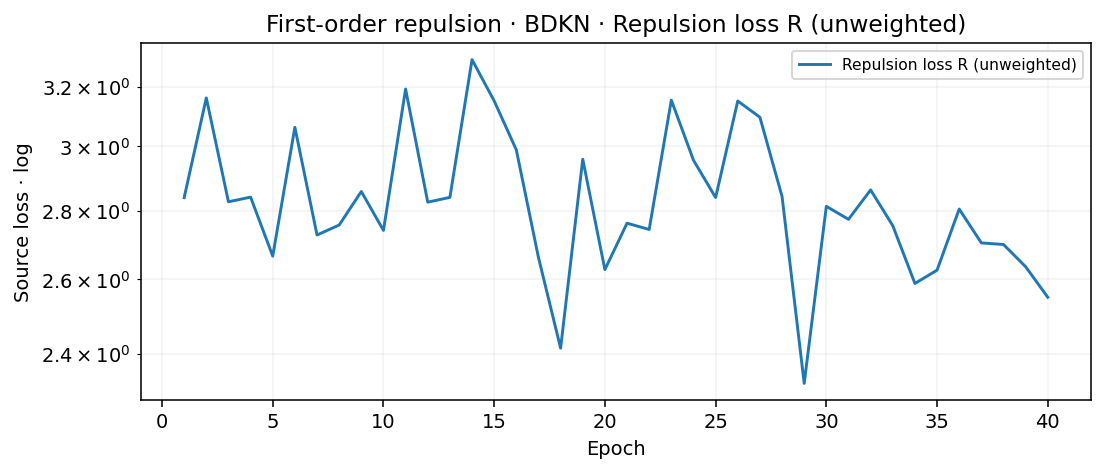 First-order repulsion · BDKN · Repulsion loss R (unweighted)
Repulsion loss R (unweighted)
Source loss · log
3.2 × 10⁰
3 × 10⁰
2.8 × 10⁰
2.6 × 10⁰
2.4 × 10⁰
0 5 10 15 20 25 30 35 40
Epoch